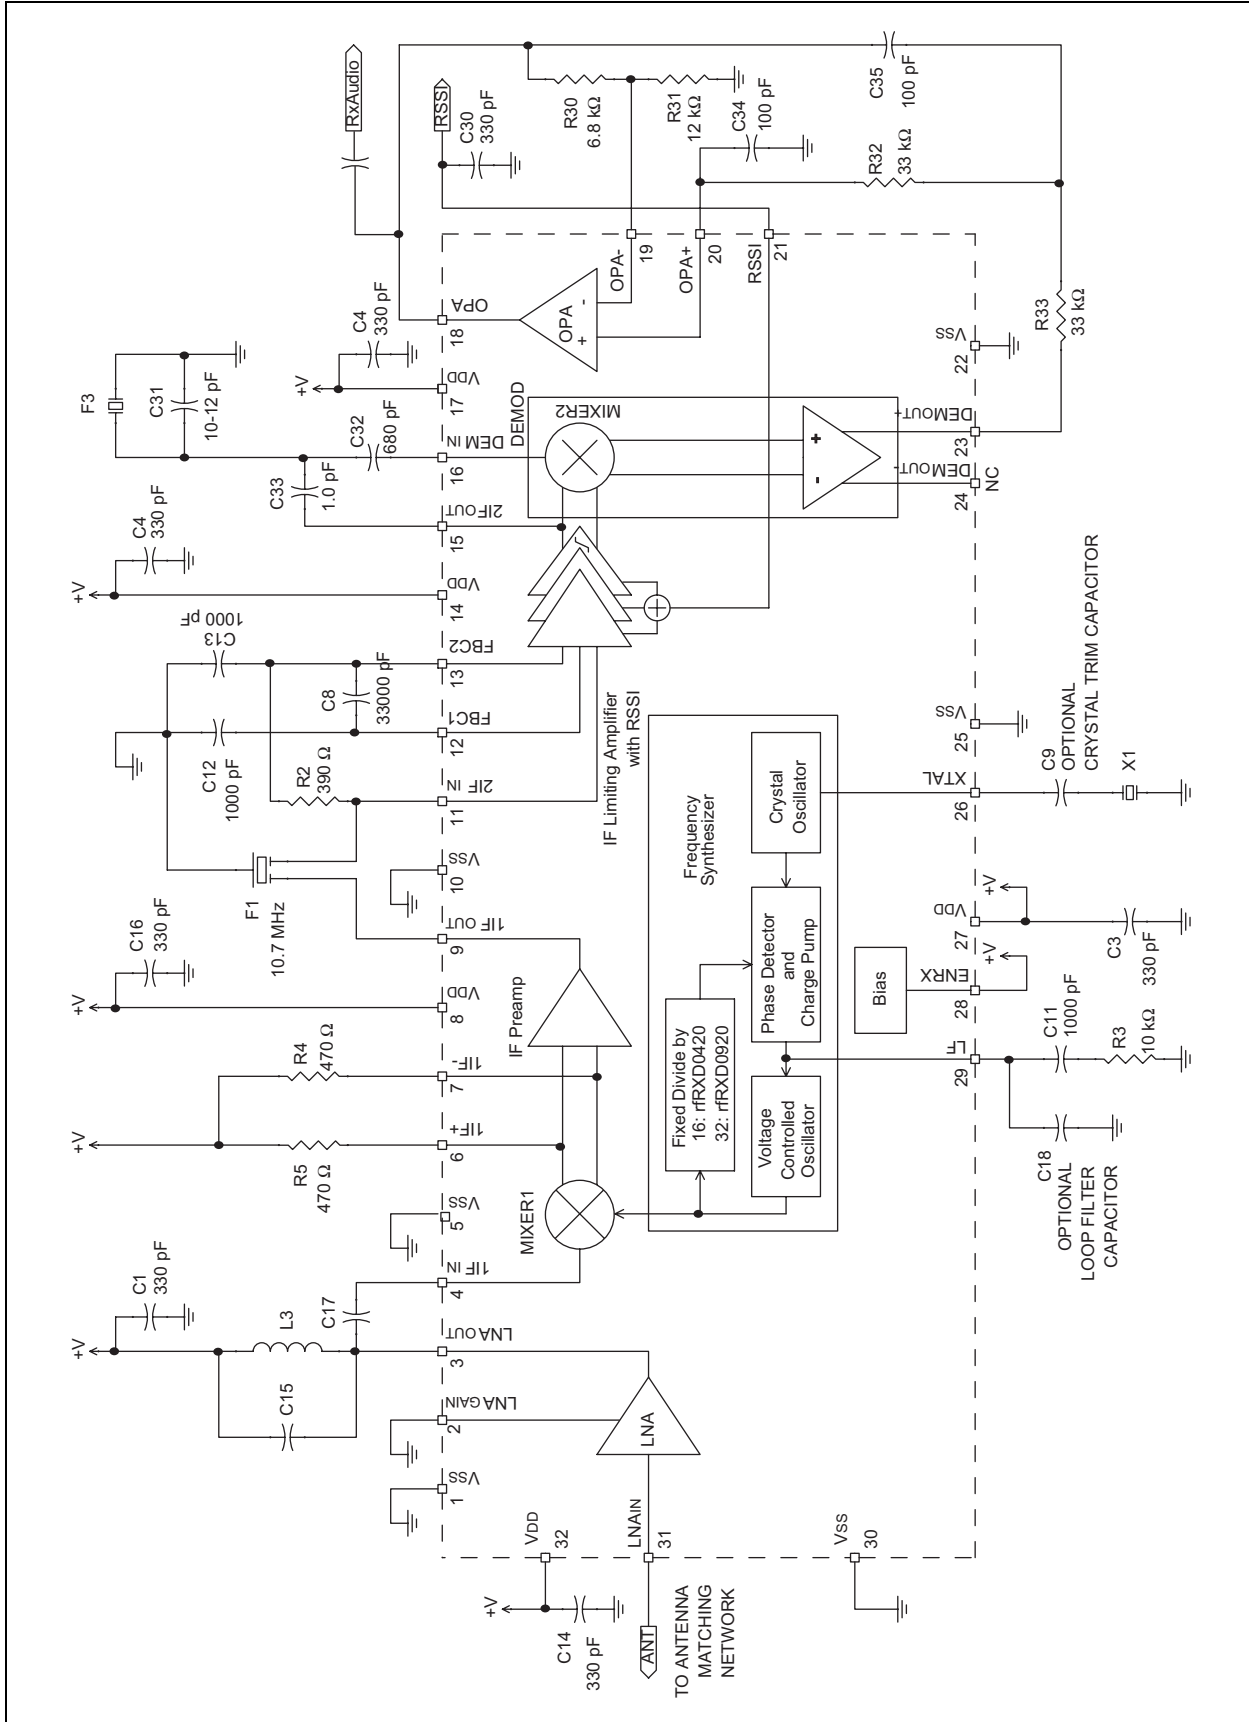 RxAudio
RSSI
C30
330 pF
R30
6.8 kΩ
R31
12 kΩ
C34
100 pF
C35
100 pF
R32
33 kΩ
R33
33 kΩ
F3
C31
10-12 pF
C32
680 pF
C33
1.0 pF
+V
C4
330 pF
+V
C4
330 pF
C13
1000 pF
C8
33000 pF
C12
1000 pF
R2
390 Ω
F1
10.7 MHz
+V
C16
330 pF
+V
R4
470 Ω
R5
470 Ω
+V
C1
330 pF
L3
C15
C17
1
VSS
2
LNAGAIN
3
LNAOUT
4
1IFIN
5
VSS
6
1IF+
7
1IF-
8
VDD
9
1IFOUT
10
VSS
11
2IFIN
12
FBC1
13
FBC2
14
VDD
15
2IFOUT
16
DEMIN
17
VDD
18
OPA
OPA-
19
OPA+
20
RSSI
21
VSS
22
DEMOUT+
23
DEMOUT-
24
NC
VSS
25
XTAL
26
VDD
27
ENRX
28
LF
29
VSS
30
LNAIN
31
VDD
32
OPA
+
-
DEMOD
MIXER2
+
-
IF Limiting Amplifier
with RSSI
IF Preamp
MIXER1
LNA
Frequency
Synthesizer
Crystal
Oscillator
Phase Detector
and
Charge Pump
Fixed Divide by
16: rfRXD0420
32: rfRXD0920
Voltage
Controlled
Oscillator
Bias
C9
OPTIONAL
CRYSTAL TRIM CAPACITOR
X1
+V
+V
C3
330 pF
C11
1000 pF
R3
10 kΩ
C18
OPTIONAL
LOOP FILTER
CAPACITOR
+V
C14
330 pF
ANT
TO ANTENNA
MATCHING
NETWORK